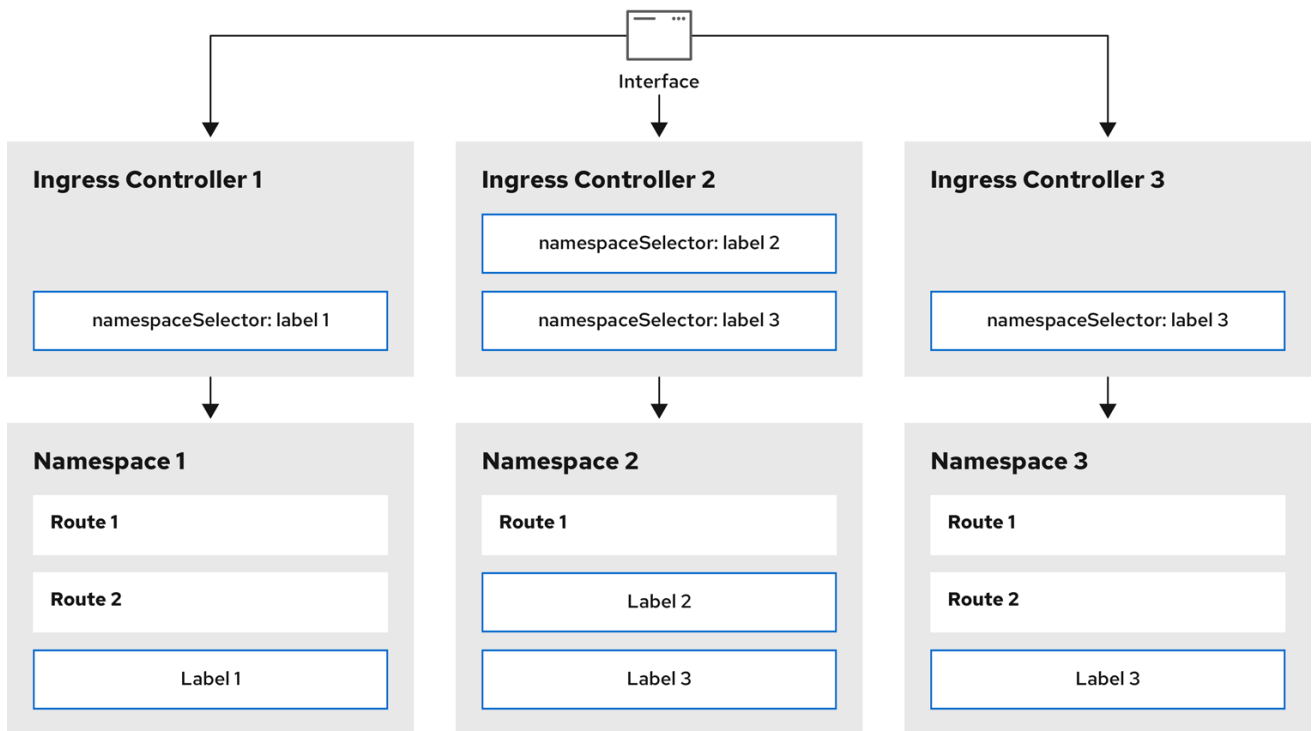 Interface
Ingress Controller 1
namespaceSelector: label 1
Ingress Controller 2
namespaceSelector: label 2
namespaceSelector: label 3
Ingress Controller 3
namespaceSelector: label 3
Namespace 1
Route 1
Route 2
Label 1
Namespace 2
Route 1
Label 2
Label 3
Namespace 3
Route 1
Route 2
Label 3